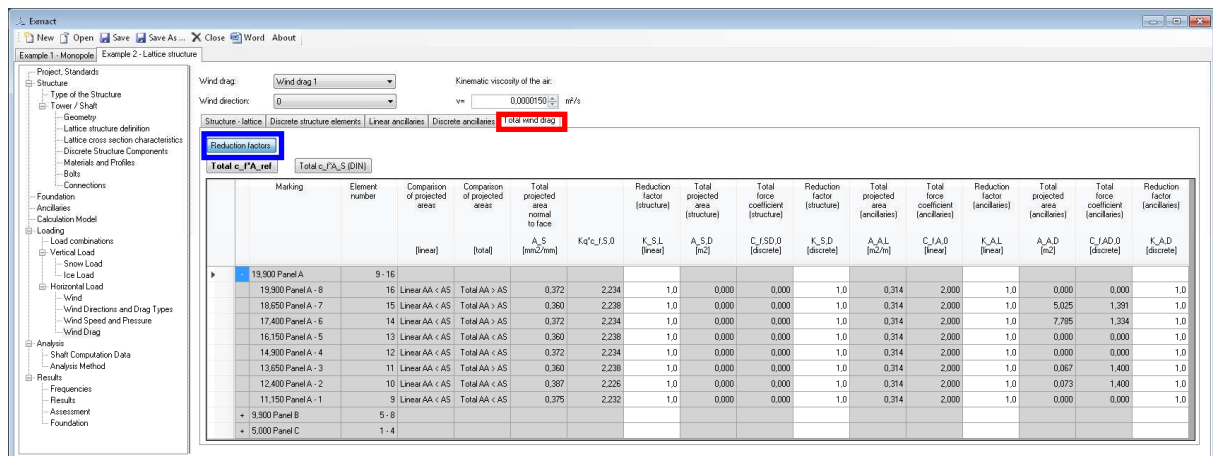 Exmact
New Open Save Save As ... Close Word About
Example 1 - Monopole Example 2 - Lattice structure
Project, Standards
Structure
Type of the Structure
Tower / Shaft
Geometry
Lattice structure definition
Lattice cross section characteristics
Discrete Structure Components
Materials and Profiles
Bolts
Connections
Foundation
Ancillaries
Calculation Model
Loading
Load combinations
Vertical Load
Snow Load
Ice Load
Horizontal Load
Wind
Wind Directions and Drag Types
Wind Speed and Pressure
Wind Drag
Analysis
Shaft Computation Data
Analysis Method
Results
Frequencies
Results
Assessment
Foundation
Wind drag: Wind drag 1 Kinematic viscosity of the air:
Wind direction: 0 v= 0,0000150 m²/s
Structure - lattice Discrete structure elements Linear ancillaries Discrete ancillaries Total wind drag
Reduction factors
Total c_f*A_ref Total c_f*A_S (DIN)
Marking Element number Comparison of projected areas [linear] Comparison of projected areas [total] Total projected area normal to face A_S [mm2/mm] Kq*c_f,S,0 Reduction factor (structure) K_S,L [linear] Total projected area (structure) A_S,D [m2] Total force coefficient (structure) C_f,SD,0 [discrete] Reduction factor (structure) K_S,D [discrete] Total projected area (ancillaries) A_A,L [m2/m] Total force coefficient (ancillaries) C_f,A,0 [linear] Reduction factor (ancillaries) K_A,L [linear] Total projected area (ancillaries) A_A,D [m2] Total force coefficient (ancillaries) C_f,AD,0 [discrete] Reduction factor (ancillaries) K_A,D [discrete]
- 19,900 Panel A 9 - 16
19,900 Panel A - 8 16 Linear AA < AS Total AA > AS 0,372 2,234 1,0 0,000 0,000 1,0 0,314 2,000 1,0 0,000 0,000 1,0
18,650 Panel A - 7 15 Linear AA < AS Total AA > AS 0,360 2,238 1,0 0,000 0,000 1,0 0,314 2,000 1,0 5,025 1,391 1,0
17,400 Panel A - 6 14 Linear AA < AS Total AA > AS 0,372 2,234 1,0 0,000 0,000 1,0 0,314 2,000 1,0 7,785 1,334 1,0
16,150 Panel A - 5 13 Linear AA < AS Total AA < AS 0,360 2,238 1,0 0,000 0,000 1,0 0,314 2,000 1,0 0,000 0,000 1,0
14,900 Panel A - 4 12 Linear AA < AS Total AA < AS 0,372 2,234 1,0 0,000 0,000 1,0 0,314 2,000 1,0 0,000 0,000 1,0
13,650 Panel A - 3 11 Linear AA < AS Total AA < AS 0,360 2,238 1,0 0,000 0,000 1,0 0,314 2,000 1,0 0,067 1,400 1,0
12,400 Panel A - 2 10 Linear AA < AS Total AA < AS 0,387 2,226 1,0 0,000 0,000 1,0 0,314 2,000 1,0 0,073 1,400 1,0
11,150 Panel A - 1 9 Linear AA < AS Total AA < AS 0,375 2,232 1,0 0,000 0,000 1,0 0,314 2,000 1,0 0,000 0,000 1,0
+ 9,900 Panel B 5 - 8
+ 5,000 Panel C 1 - 4